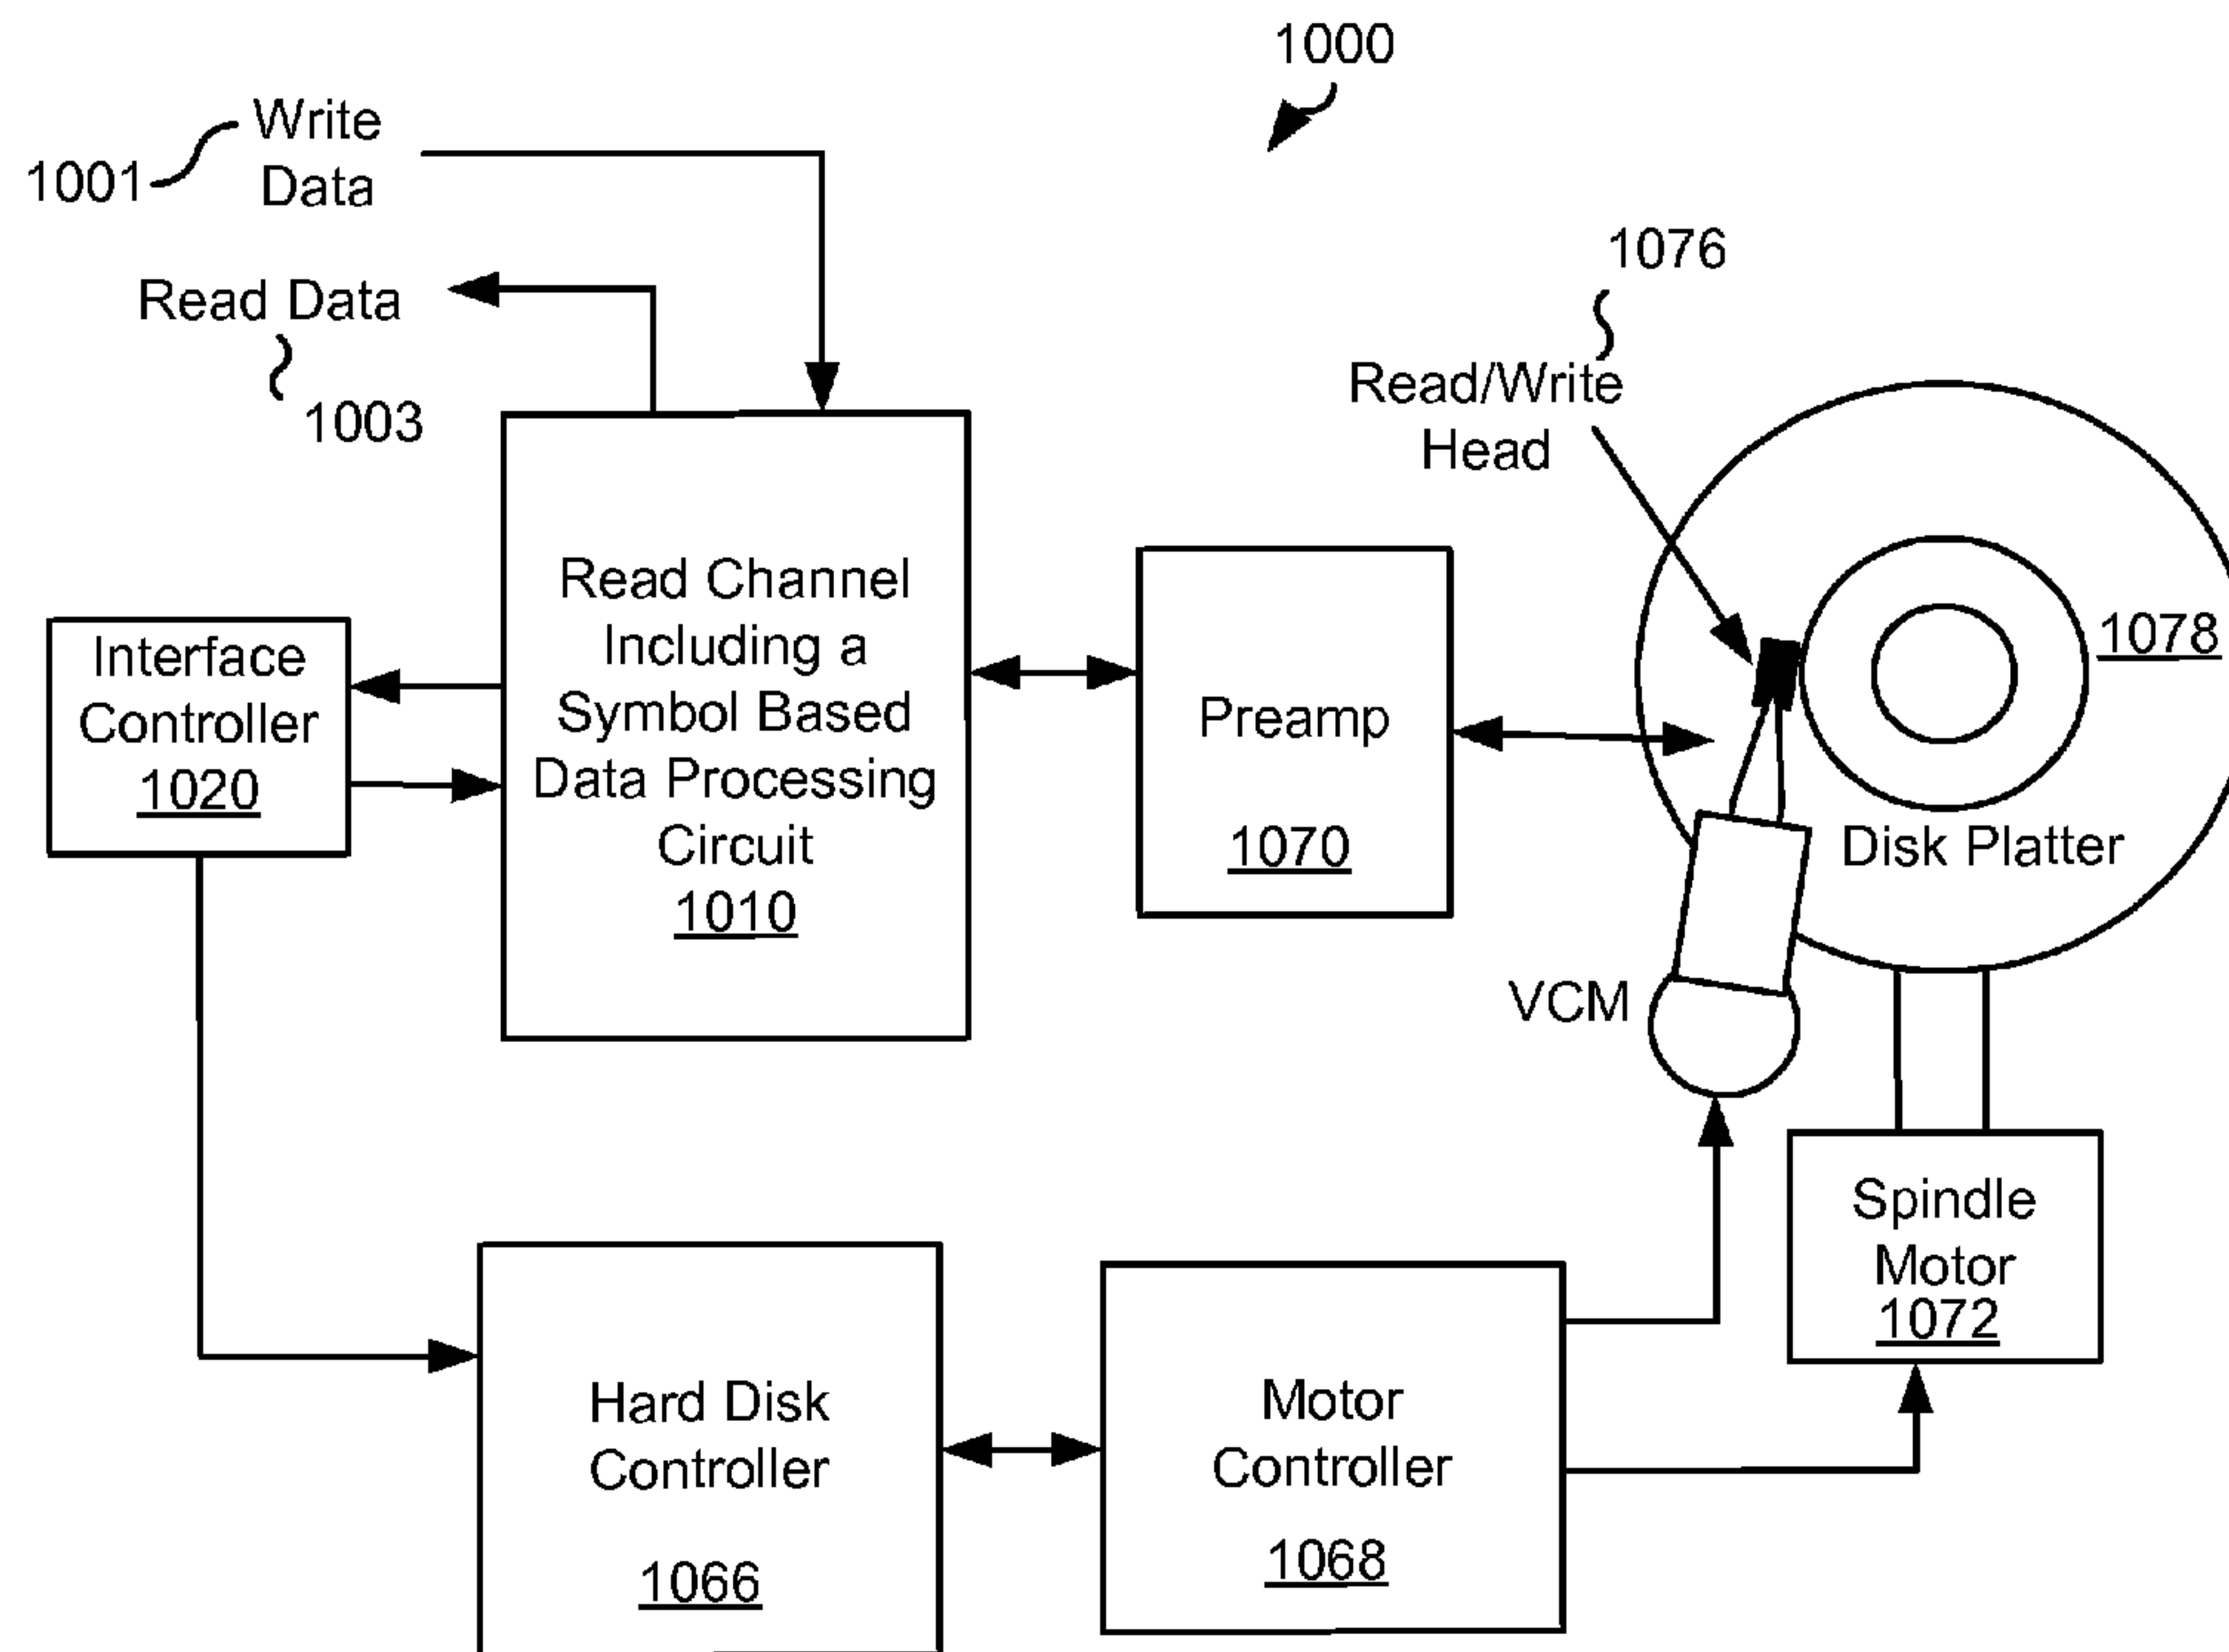 1000
Write
Data
1001
Read Data
1003
1076
Read/Write
Head
Read Channel
Including a
Symbol Based
Data Processing
Circuit
1010
Interface
Controller
1020
Preamp
1070
1078
Disk Platter
VCM
Spindle
Motor
1072
Hard Disk
Controller
1066
Motor
Controller
1068